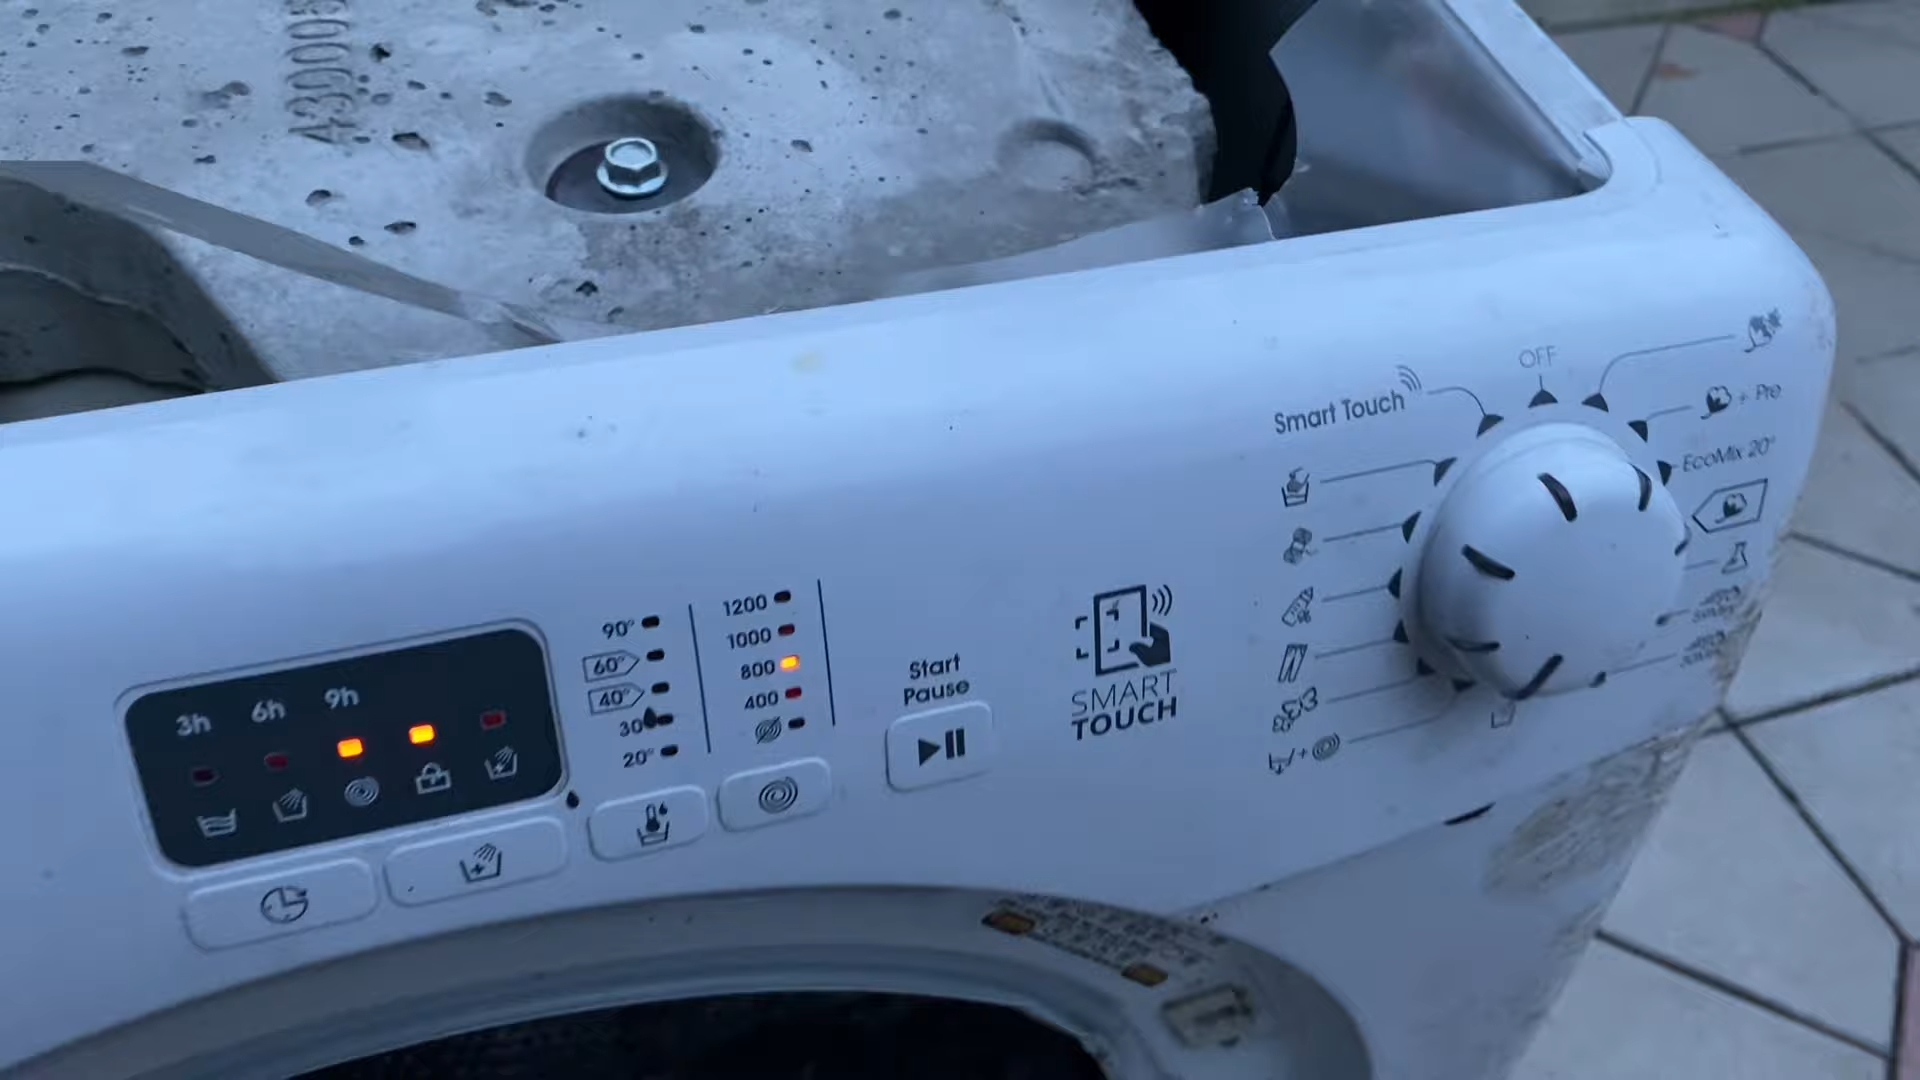 OFF
Smart Touch
+ Pre
EcoMix 20°
3h 6h 9h
90°
60°
40°
30°
20°
1200
1000
800
400
Start
Pause
SMART
TOUCH